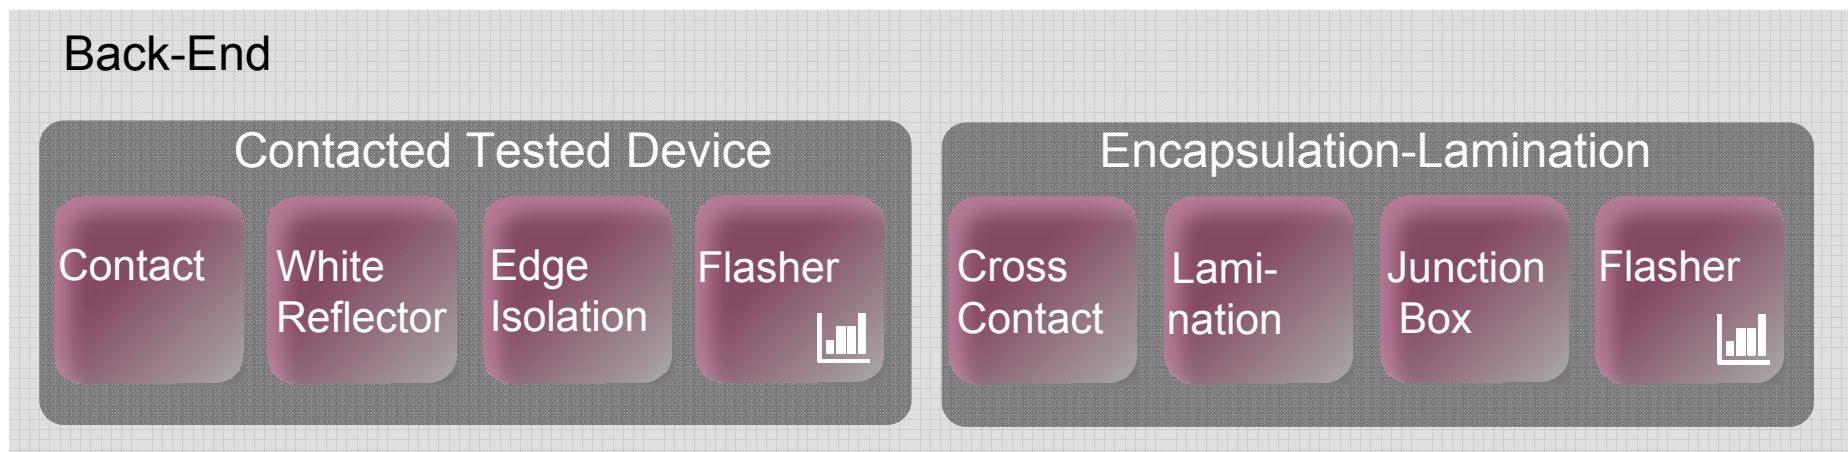 Back-End
Contacted Tested Device
Contact
White
Reflector
Edge
Isolation
Flasher
Encapsulation-Lamination
Cross
Contact
Lami-
nation
Junction
Box
Flasher